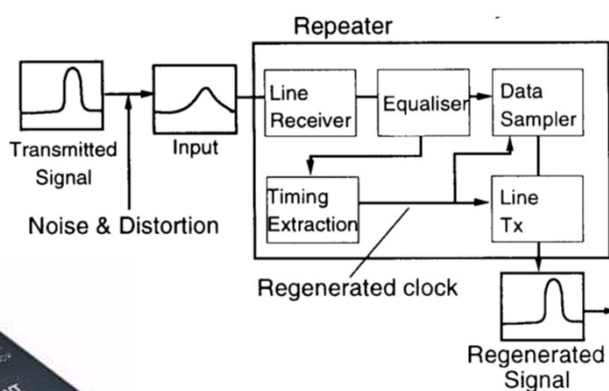 Repeater
Transmitted
Signal
Input
Line
Receiver
Equaliser
Data
Sampler
Noise & Distortion
Timing
Extraction
Line
Tx
Regenerated clock
Regenerated
Signal